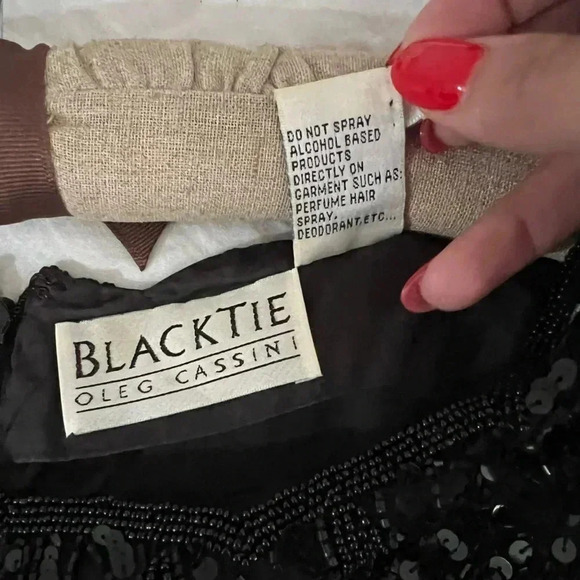 DO NOT SPRAY
ALCOHOL BASED
PRODUCTS
DIRECTLY ON
GARMENT SUCH AS:
PERFUME HAIR
SPRAY,
DEODORANT,ETC...
BLACKTIE
OLEG CASSINI